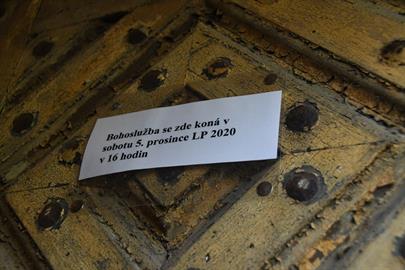 Bohoslužba se zde koná v
sobotu 5. prosince LP 2020
v 16 hodin